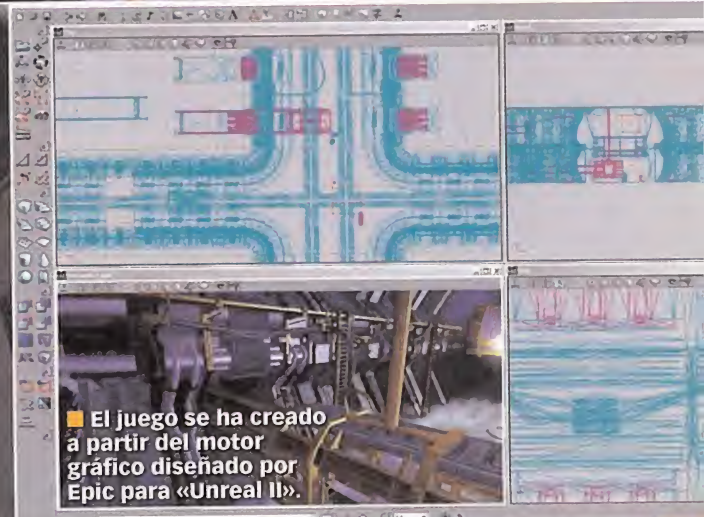 El juego se ha creado
a partir del motor
gráfico diseñado por
Epic para «Unreal II».